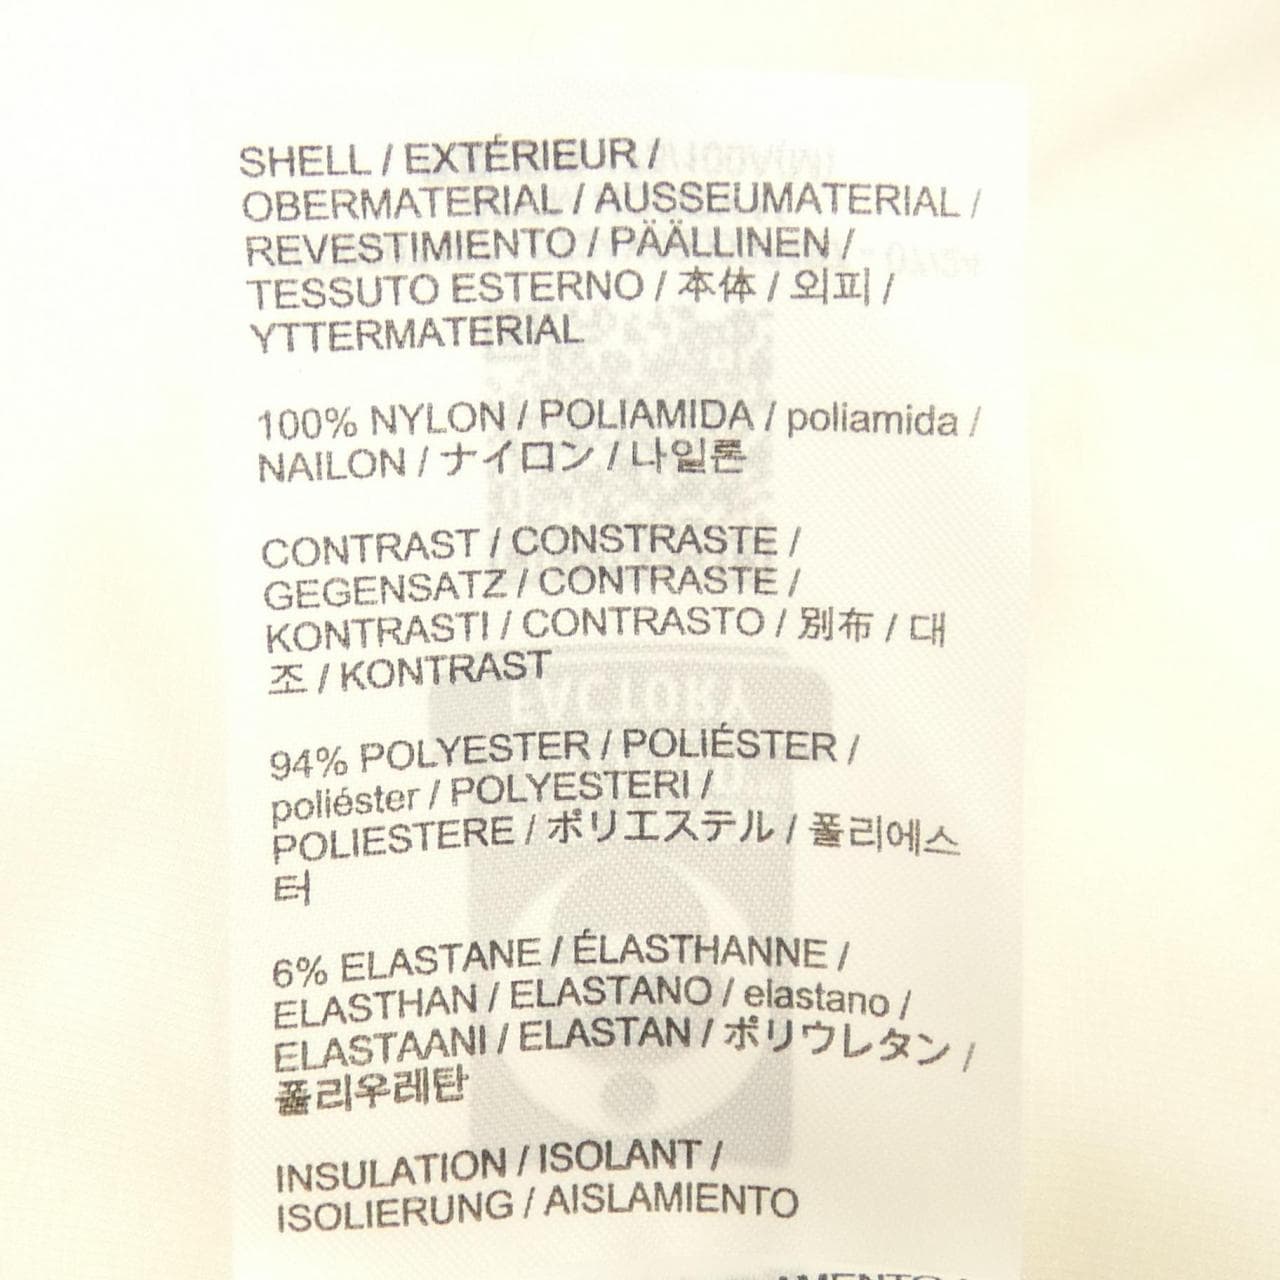 SHELL / EXTÉRIEUR /
OBERMATERIAL / AUSSEUMATERIAL /
REVESTIMIENTO / PÄÄLLINEN /
TESSUTO ESTERNO / 本体 / 외피 /
YTTERMATERIAL
100% NYLON / POLIAMIDA / poliamida /
NAILON / ナイロン / 나일론
CONTRAST / CONSTRASTE /
GEGENSATZ / CONTRASTE /
KONTRASTI / CONTRASTO / 別布 / 대
조 / KONTRAST
94% POLYESTER / POLIÉSTER /
poliéster / POLYESTERI /
POLIESTERE / ポリエステル / 폴리에스
터
6% ELASTANE / ÉLASTHANNE /
ELASTHAN / ELASTANO / elastano /
ELASTAANI / ELASTAN / ポリウレタン /
폴리우레탄
INSULATION / ISOLANT /
ISOLIERUNG / AISLAMIENTO